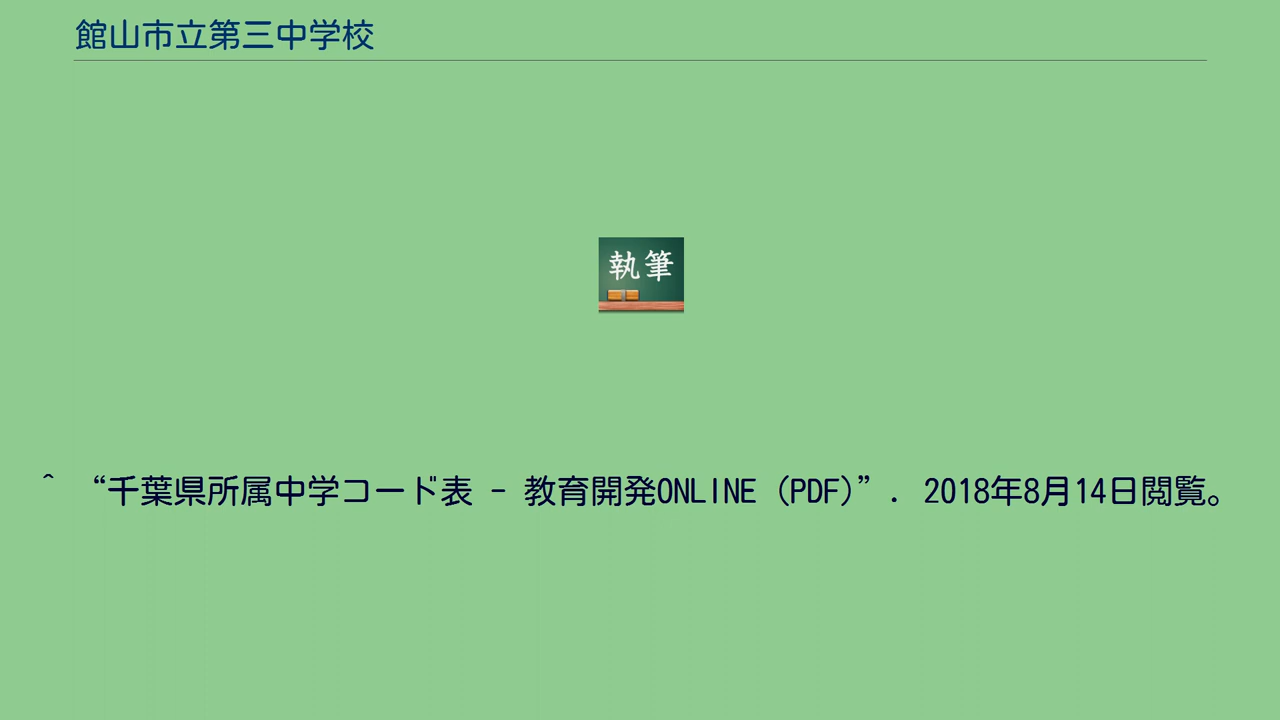 館山市立第三中学校
執筆
^ “千葉県所属中学コード表 - 教育開発ONLINE (PDF)”. 2018年8月14日閲覧。